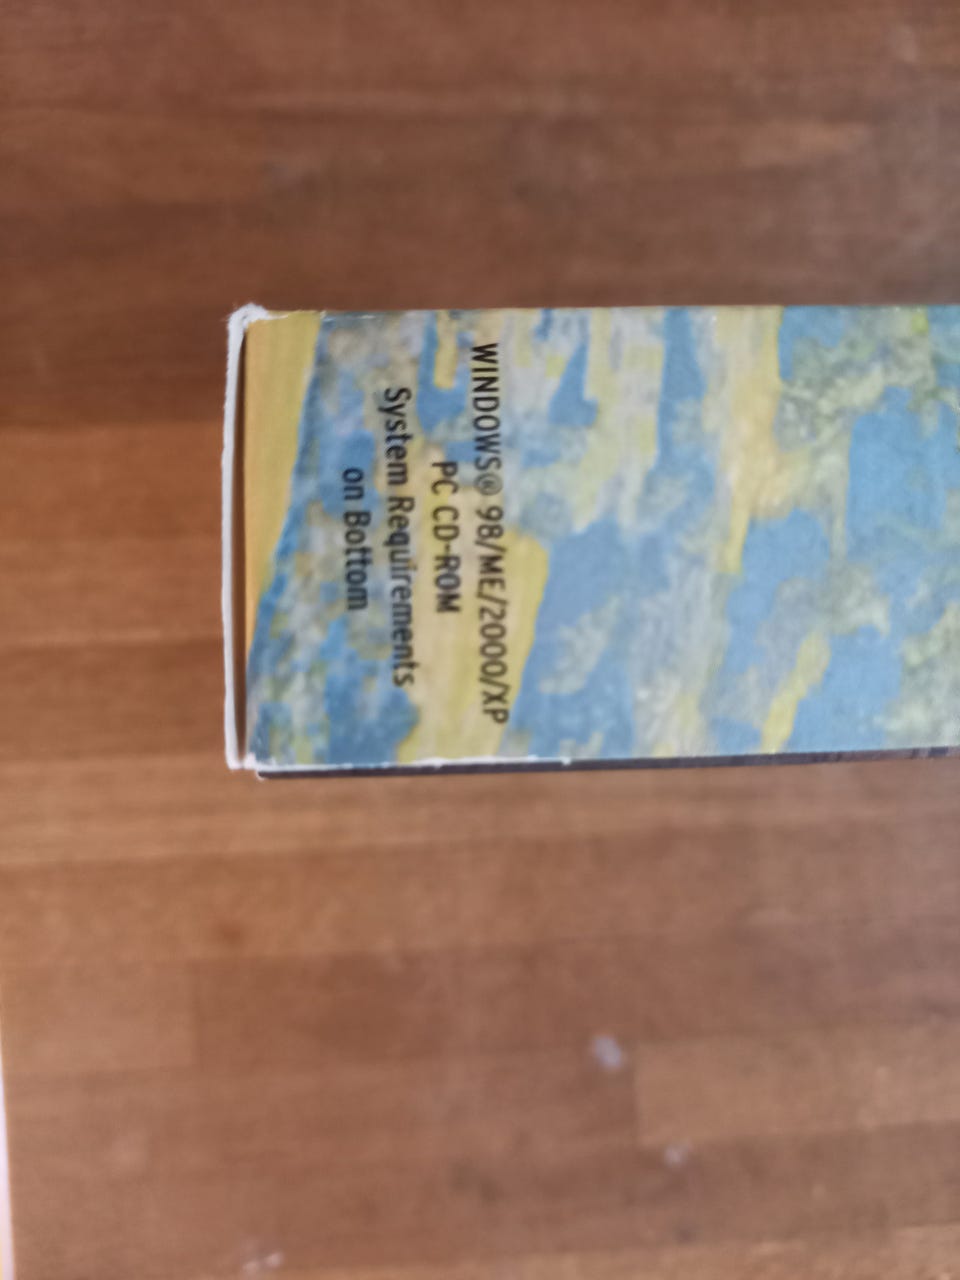 WINDOWS® 98/ME/2000/XP
PC CD-ROM
System Requirements
on Bottom